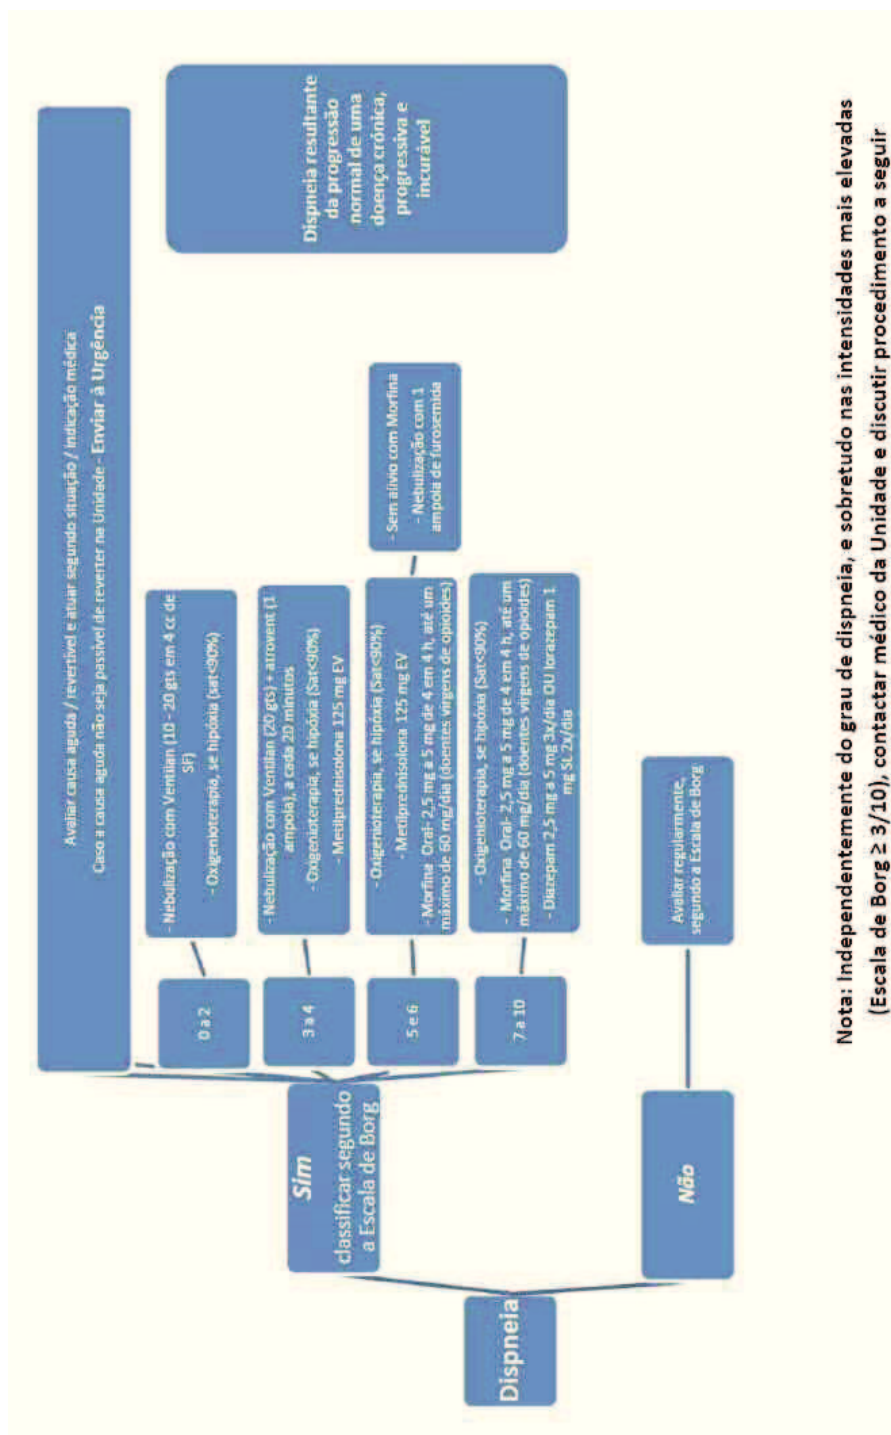 Dispneia
Sim
classificar segundo
a Escala de Borg
Avaliar causa aguda / revertível e atuar segundo situação / indicação médica
Caso a causa aguda não seja passível de reverter na Unidade - Enviar à Urgência
0 a 2
- Nebulização com Ventilan (10 - 20 gts em 4 cc de
SF)
- Oxigenioterapia, se hipóxia (sat<90%)
3 a 4
- Nebulização com Ventilan (20 gts) + atrovent (1
ampola), a cada 20 minutos
- Oxigenioterapia, se hipóxia (Sat<90%)
- Metilprednisolona 125 mg EV
5 e 6
- Oxigenioterapia, se hipóxia (Sat<90%)
- Metilprednisolona 125 mg EV
- Morfina Oral- 2,5 mg a 5 mg de 4 em 4 h, até um
máximo de 60 mg/dia (doentes virgens de opioides)
- Sem alívio com Morfina
- Nebulização com 1
ampola de furosemida
7 a 10
- Oxigenioterapia, se hipóxia (Sat<90%)
- Morfina Oral- 2,5 mg a 5 mg de 4 em 4 h, até um
máximo de 60 mg/dia (doentes virgens de opioides)
- Diazepam 2,5 mg a 5 mg 3x/dia OU lorazepam 1
mg SL 2x/dia
Dispneia resultante
da progressão
normal de uma
doença crónica,
progressiva e
incurável
Não
Avaliar regularmente,
segundo a Escala de Borg
Nota: Independentemente do grau de dispneia, e sobretudo nas intensidades mais elevadas
(Escala de Borg ≥ 3/10), contactar médico da Unidade e discutir procedimento a seguir